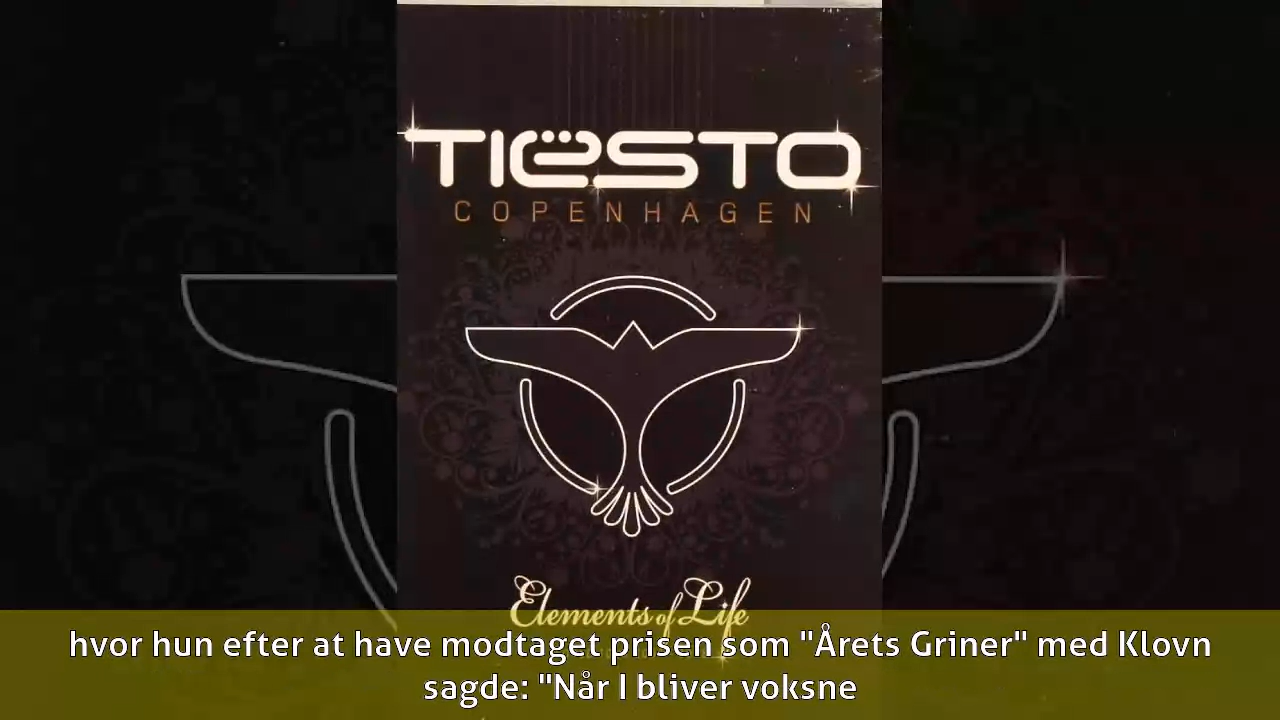 TIËSTO
COPENHAGEN
Elements of Life
hvor hun efter at have modtaget prisen som "Årets Griner" med Klovn
sagde: "Når I bliver voksne